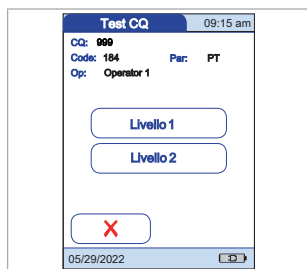 Test CQ 09:15 am
CQ: 999
Code: 184 Par: PT
Op: Operator 1
Livello 1
Livello 2
05/29/2022